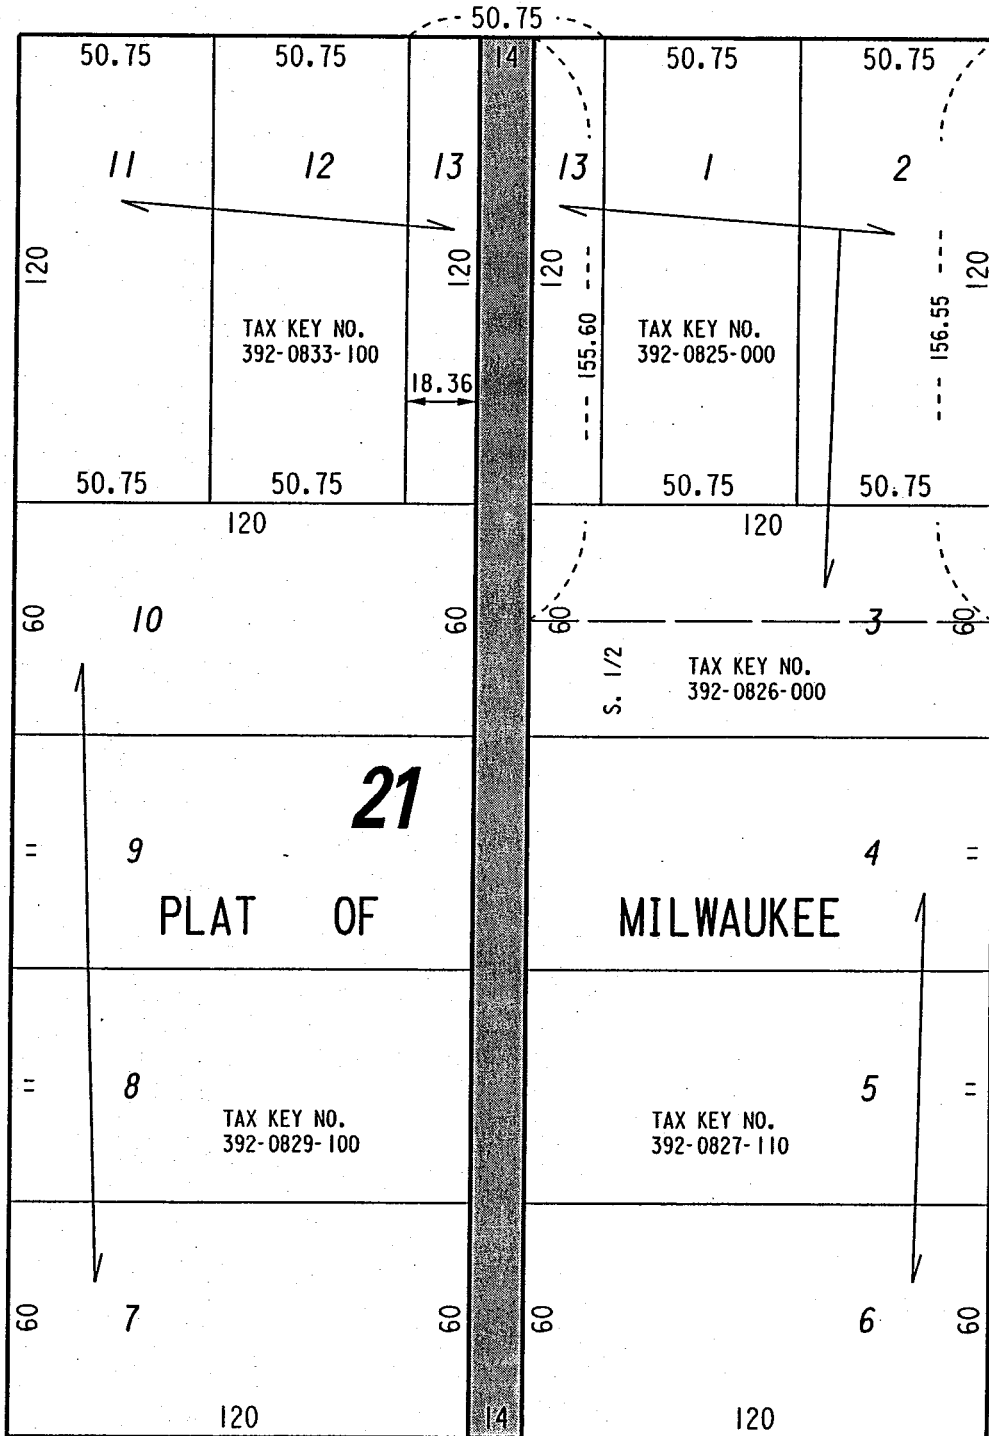 50.75
50.75 50.75 14 50.75 50.75
11 12 13 13 1 2
120 120 120 120
155.60 156.55
TAX KEY NO.
392-0833-100
TAX KEY NO.
392-0825-000
18.36
50.75 50.75 50.75 50.75
120 120
60 10 60 60 3 60
S. 1/2
TAX KEY NO.
392-0826-000
21
= 9 4 =
PLAT OF MILWAUKEE
= 8 5 =
TAX KEY NO.
392-0829-100
TAX KEY NO.
392-0827-110
60 7 60 60 6 60
120 14 120